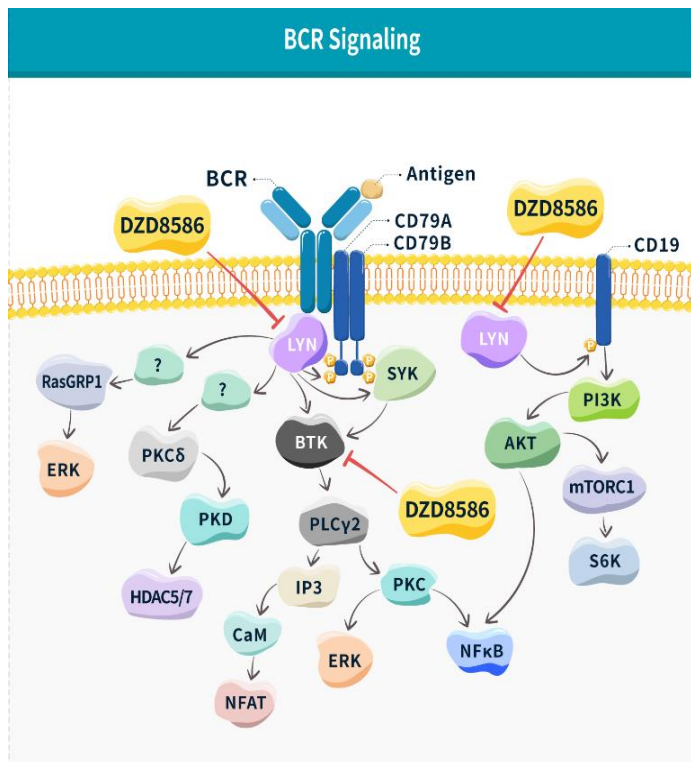 BCR Signaling
BCR
Antigen
DZD8586
DZD8586
CD79A
CD79B
CD19
LYN
LYN
P
P
P
P
P
?
SYK
RasGRP1
?
PI3K
BTK
AKT
ERK
PKCδ
mTORC1
DZD8586
PKD
PLCγ2
S6K
HDAC5/7
IP3
PKC
CaM
ERK
NFκB
NFAT